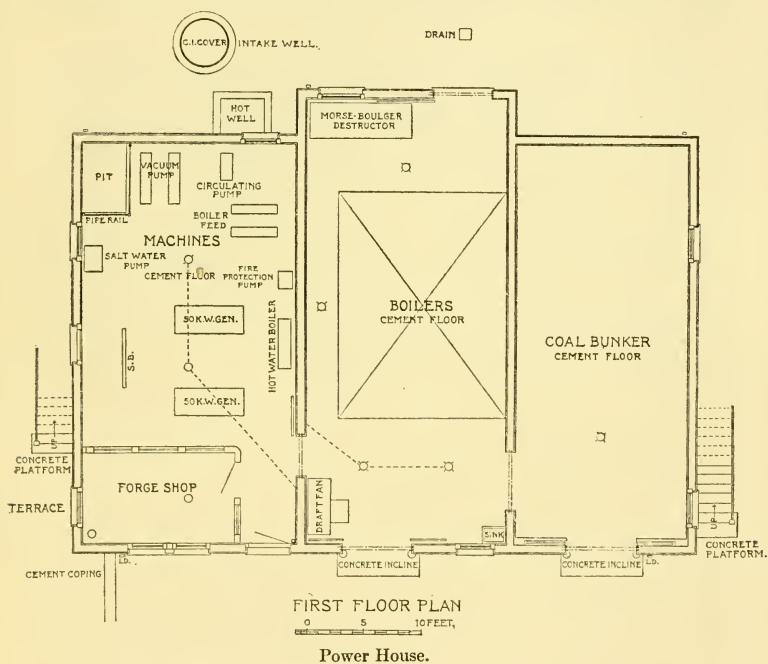 C.I.COVER
INTAKE WELL.
DRAIN
HOT
WELL
MORSE-BOULGER
DESTRUCTOR
PIT
VACUUM
PUMP
CIRCULATING
PUMP
PIPE RAIL
BOILER
FEED
MACHINES
CEMENT FLOOR
SALT WATER
PUMP
FIRE
PROTECTION
PUMP
50 K.W.GEN.
HOT WATER BOILER
S.B.
50 K.W.GEN.
BOILERS
CEMENT FLOOR
COAL BUNKER
CEMENT FLOOR
UP
CONCRETE
PLATFORM
TERRACE
FORGE SHOP
DRAFT FAN
SINK
UP
CONCRETE
PLATFORM.
CEMENT COPING
LD.
CONCRETE INCLINE
CONCRETE INCLINE
LD.
FIRST FLOOR PLAN
0 5 10 FEET,
Power House.